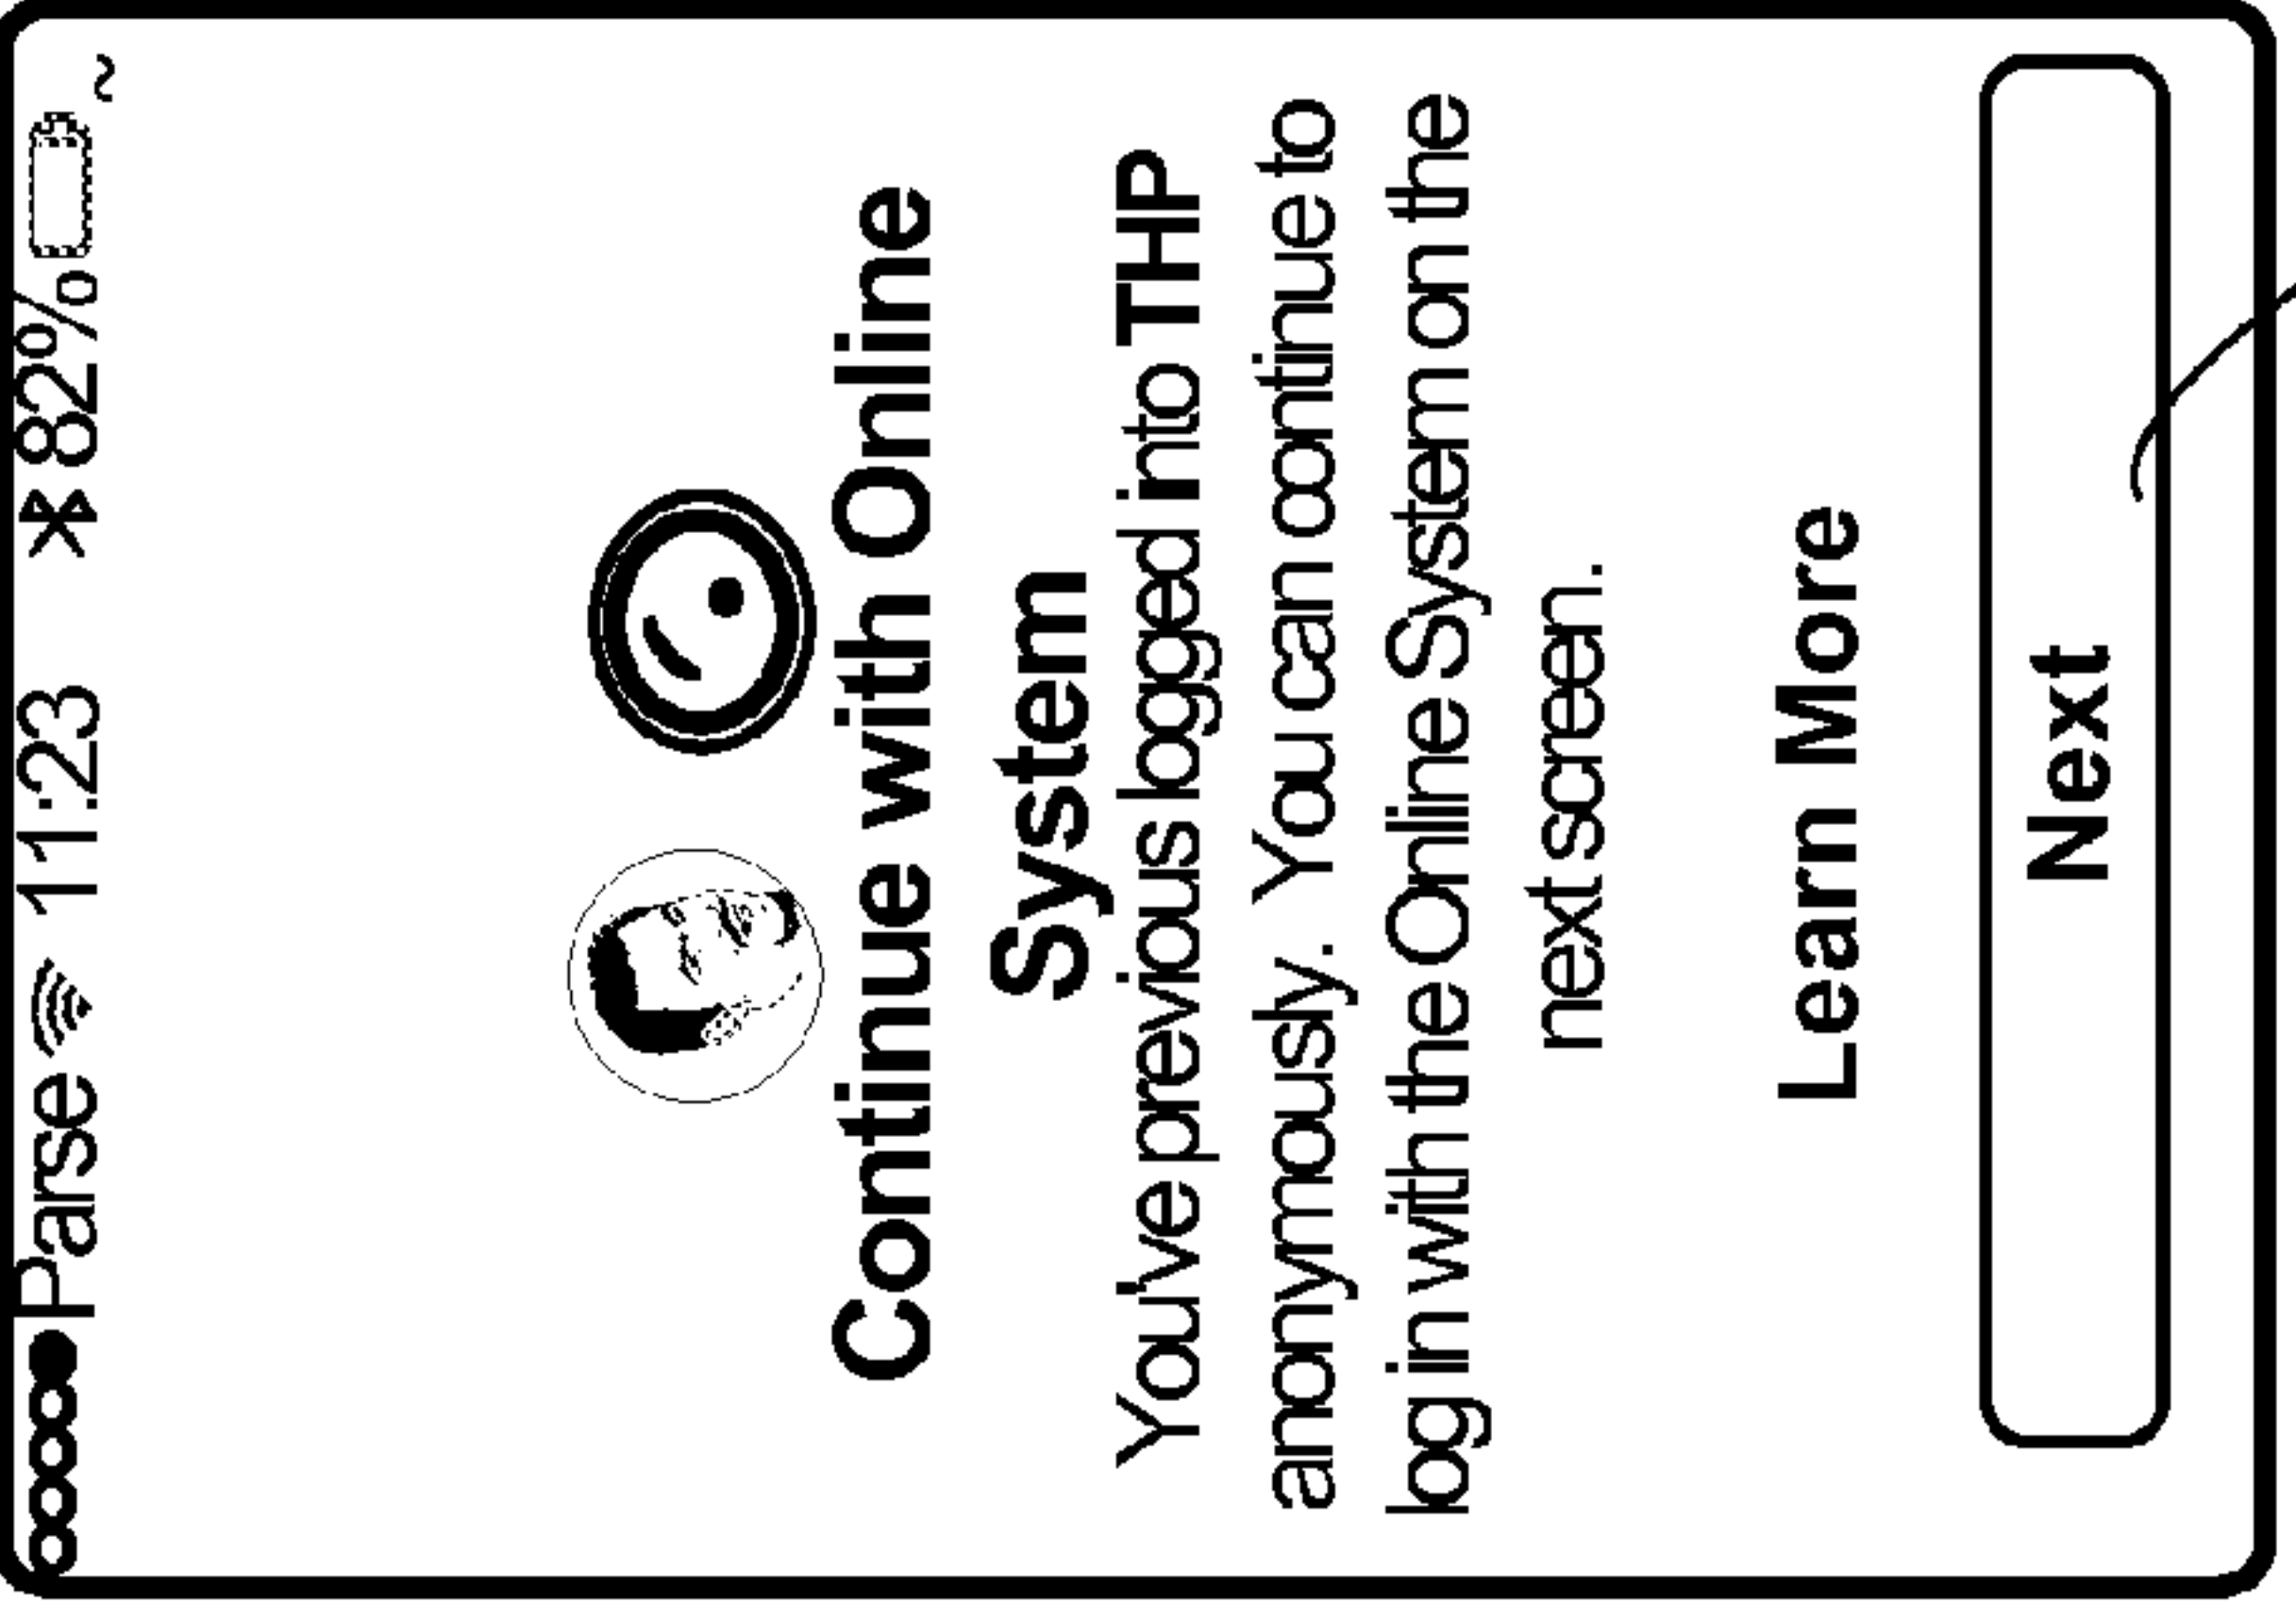 Parse 11:23 82%
Continue with Online
System
You've previous logged into THP
anonymously. You can continue to
log in with the Online System on the
next screen.
Learn More
Next